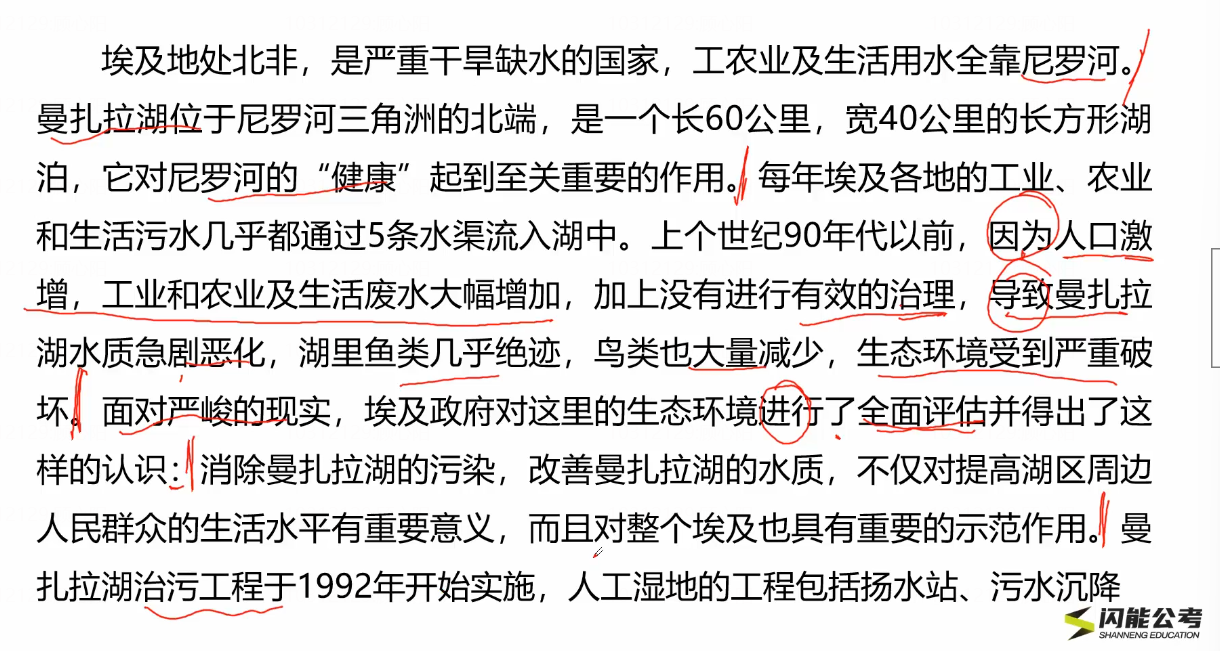 埃及地处北非，是严重干旱缺水的国家，工农业及生活用水全靠尼罗河。
曼扎拉湖位于尼罗河三角洲的北端，是一个长60公里，宽40公里的长方形湖
泊，它对尼罗河的“健康”起到至关重要的作用。每年埃及各地的工业、农业
和生活污水几乎都通过5条水渠流入湖中。上个世纪90年代以前，因为人口激
增，工业和农业及生活废水大幅增加，加上没有进行有效的治理，导致曼扎拉
湖水质急剧恶化，湖里鱼类几乎绝迹，鸟类也大量减少，生态环境受到严重破
坏。面对严峻的现实，埃及政府对这里的生态环境进行了全面评估并得出了这
样的认识：消除曼扎拉湖的污染，改善曼扎拉湖的水质，不仅对提高湖区周边
人民群众的生活水平有重要意义，而且对整个埃及也具有重要的示范作用。曼
扎拉湖治污工程于1992年开始实施，人工湿地的工程包括扬水站、污水沉降
闪能公考
SHANNENG EDUCATION